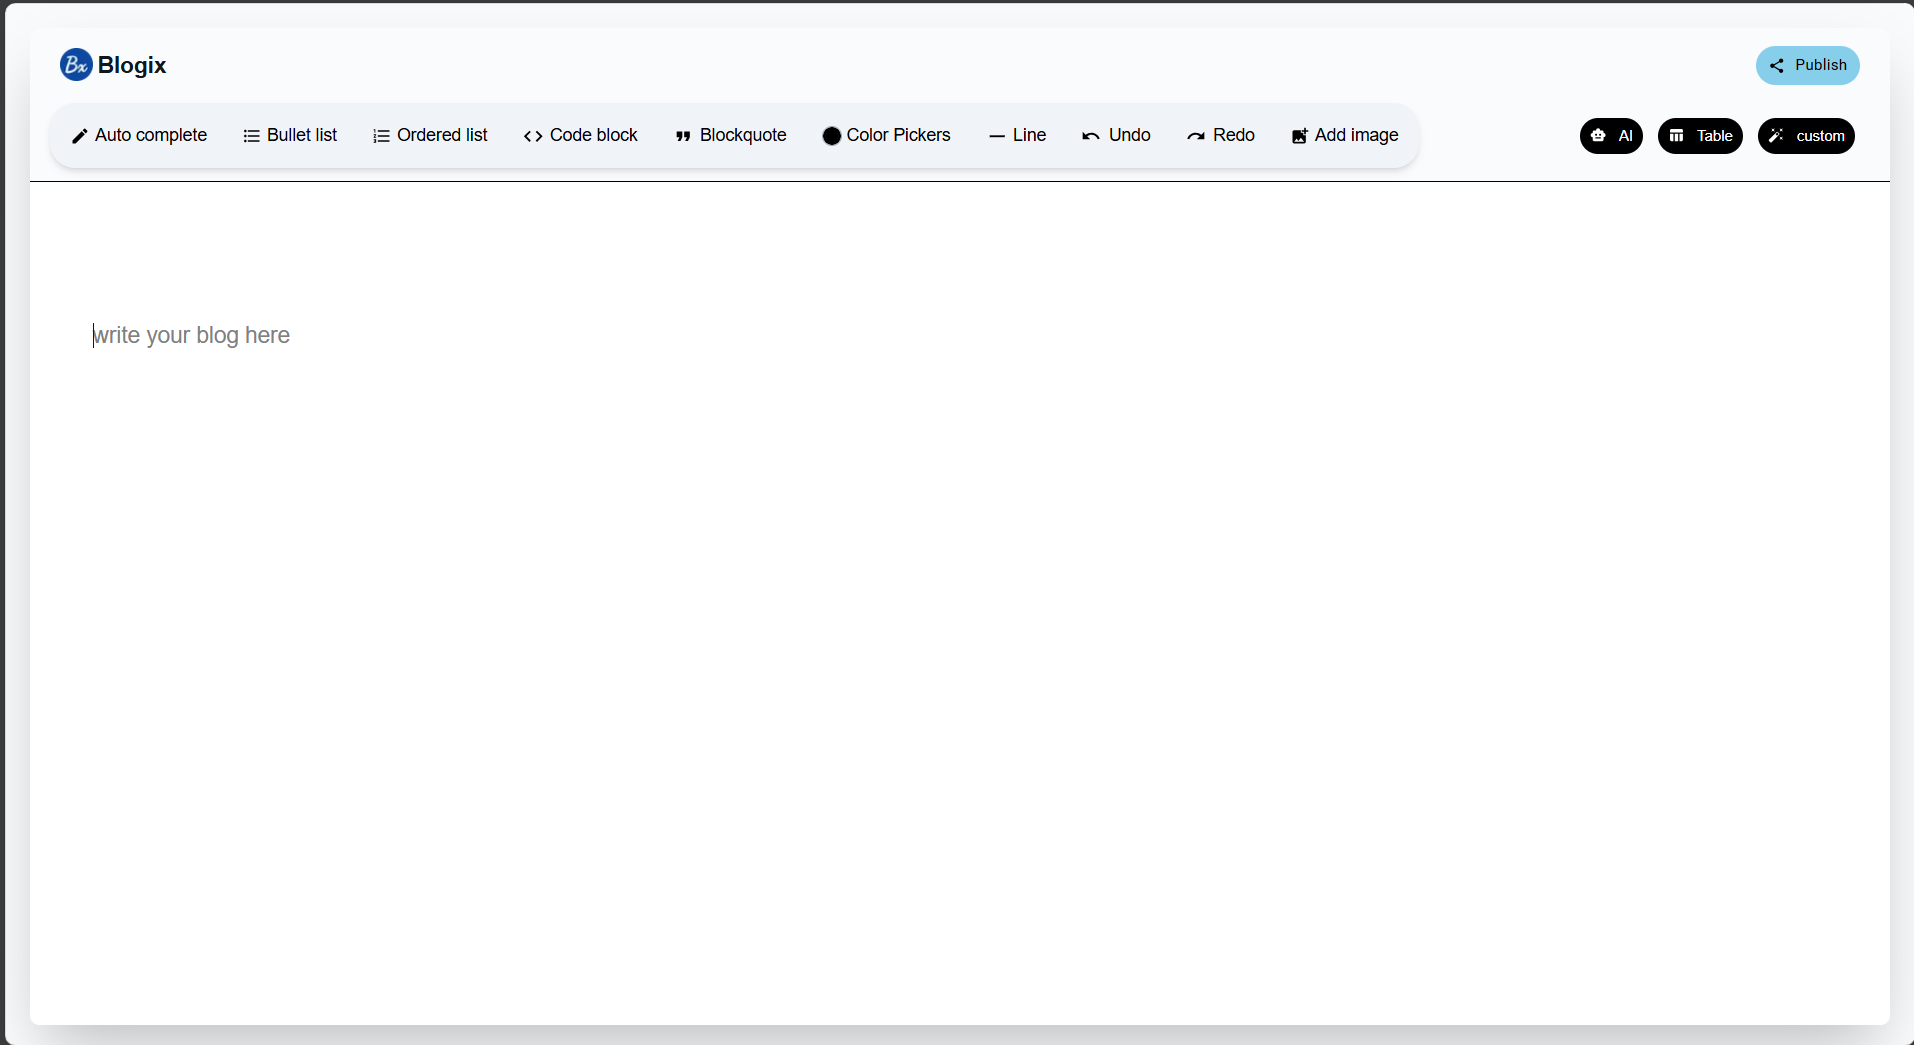 Bx Blogix
Publish
Auto complete Bullet list Ordered list Code block Blockquote Color Pickers Line Undo Redo Add image AI Table custom
write your blog here